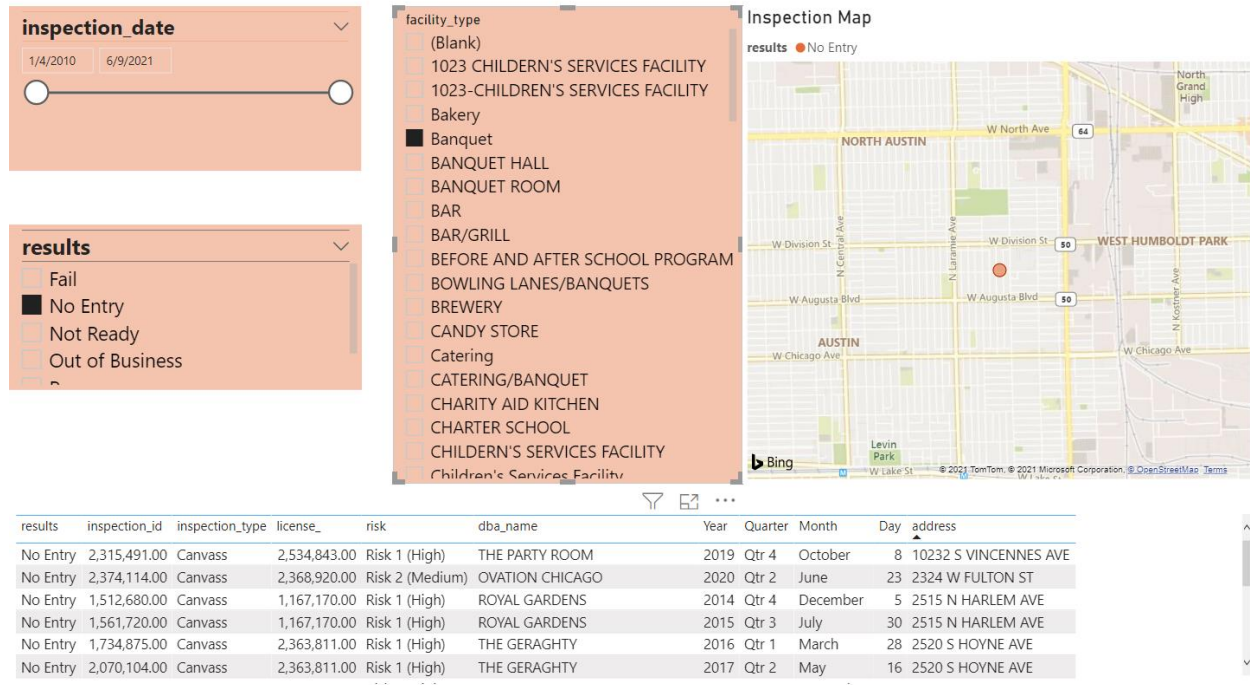 inspection_date
1/4/2010 6/9/2021
results
Fail
No Entry
Not Ready
Out of Business
facility_type
(Blank)
1023 CHILDERN'S SERVICES FACILITY
1023-CHILDREN'S SERVICES FACILITY
Bakery
Banquet
BANQUET HALL
BANQUET ROOM
BAR
BAR/GRILL
BEFORE AND AFTER SCHOOL PROGRAM
BOWLING LANES/BANQUETS
BREWERY
CANDY STORE
Catering
CATERING/BANQUET
CHARITY AID KITCHEN
CHARTER SCHOOL
CHILDERN'S SERVICES FACILITY
Children's Services Facility
Inspection Map
results No Entry
North
Grand
High
W North Ave 64
NORTH AUSTIN
N Central Ave
N Laramie Ave
W Division St W Division St 50 WEST HUMBOLDT PARK
W Augusta Blvd W Augusta Blvd 50
N Kostner Ave
AUSTIN
W Chicago Ave W Chicago Ave
Levin
Park
Bing
W Lake St
© 2021 TomTom, © 2021 Microsoft Corporation, © OpenStreetMap Terms
W Lake St
results inspection_id inspection_type license_ risk dba_name Year Quarter Month Day address
No Entry 2,315,491.00 Canvass 2,534,843.00 Risk 1 (High) THE PARTY ROOM 2019 Qtr 4 October 8 10232 S VINCENNES AVE
No Entry 2,374,114.00 Canvass 2,368,920.00 Risk 2 (Medium) OVATION CHICAGO 2020 Qtr 2 June 23 2324 W FULTON ST
No Entry 1,512,680.00 Canvass 1,167,170.00 Risk 1 (High) ROYAL GARDENS 2014 Qtr 4 December 5 2515 N HARLEM AVE
No Entry 1,561,720.00 Canvass 1,167,170.00 Risk 1 (High) ROYAL GARDENS 2015 Qtr 3 July 30 2515 N HARLEM AVE
No Entry 1,734,875.00 Canvass 2,363,811.00 Risk 1 (High) THE GERAGHTY 2016 Qtr 1 March 28 2520 S HOYNE AVE
No Entry 2,070,104.00 Canvass 2,363,811.00 Risk 1 (High) THE GERAGHTY 2017 Qtr 2 May 16 2520 S HOYNE AVE